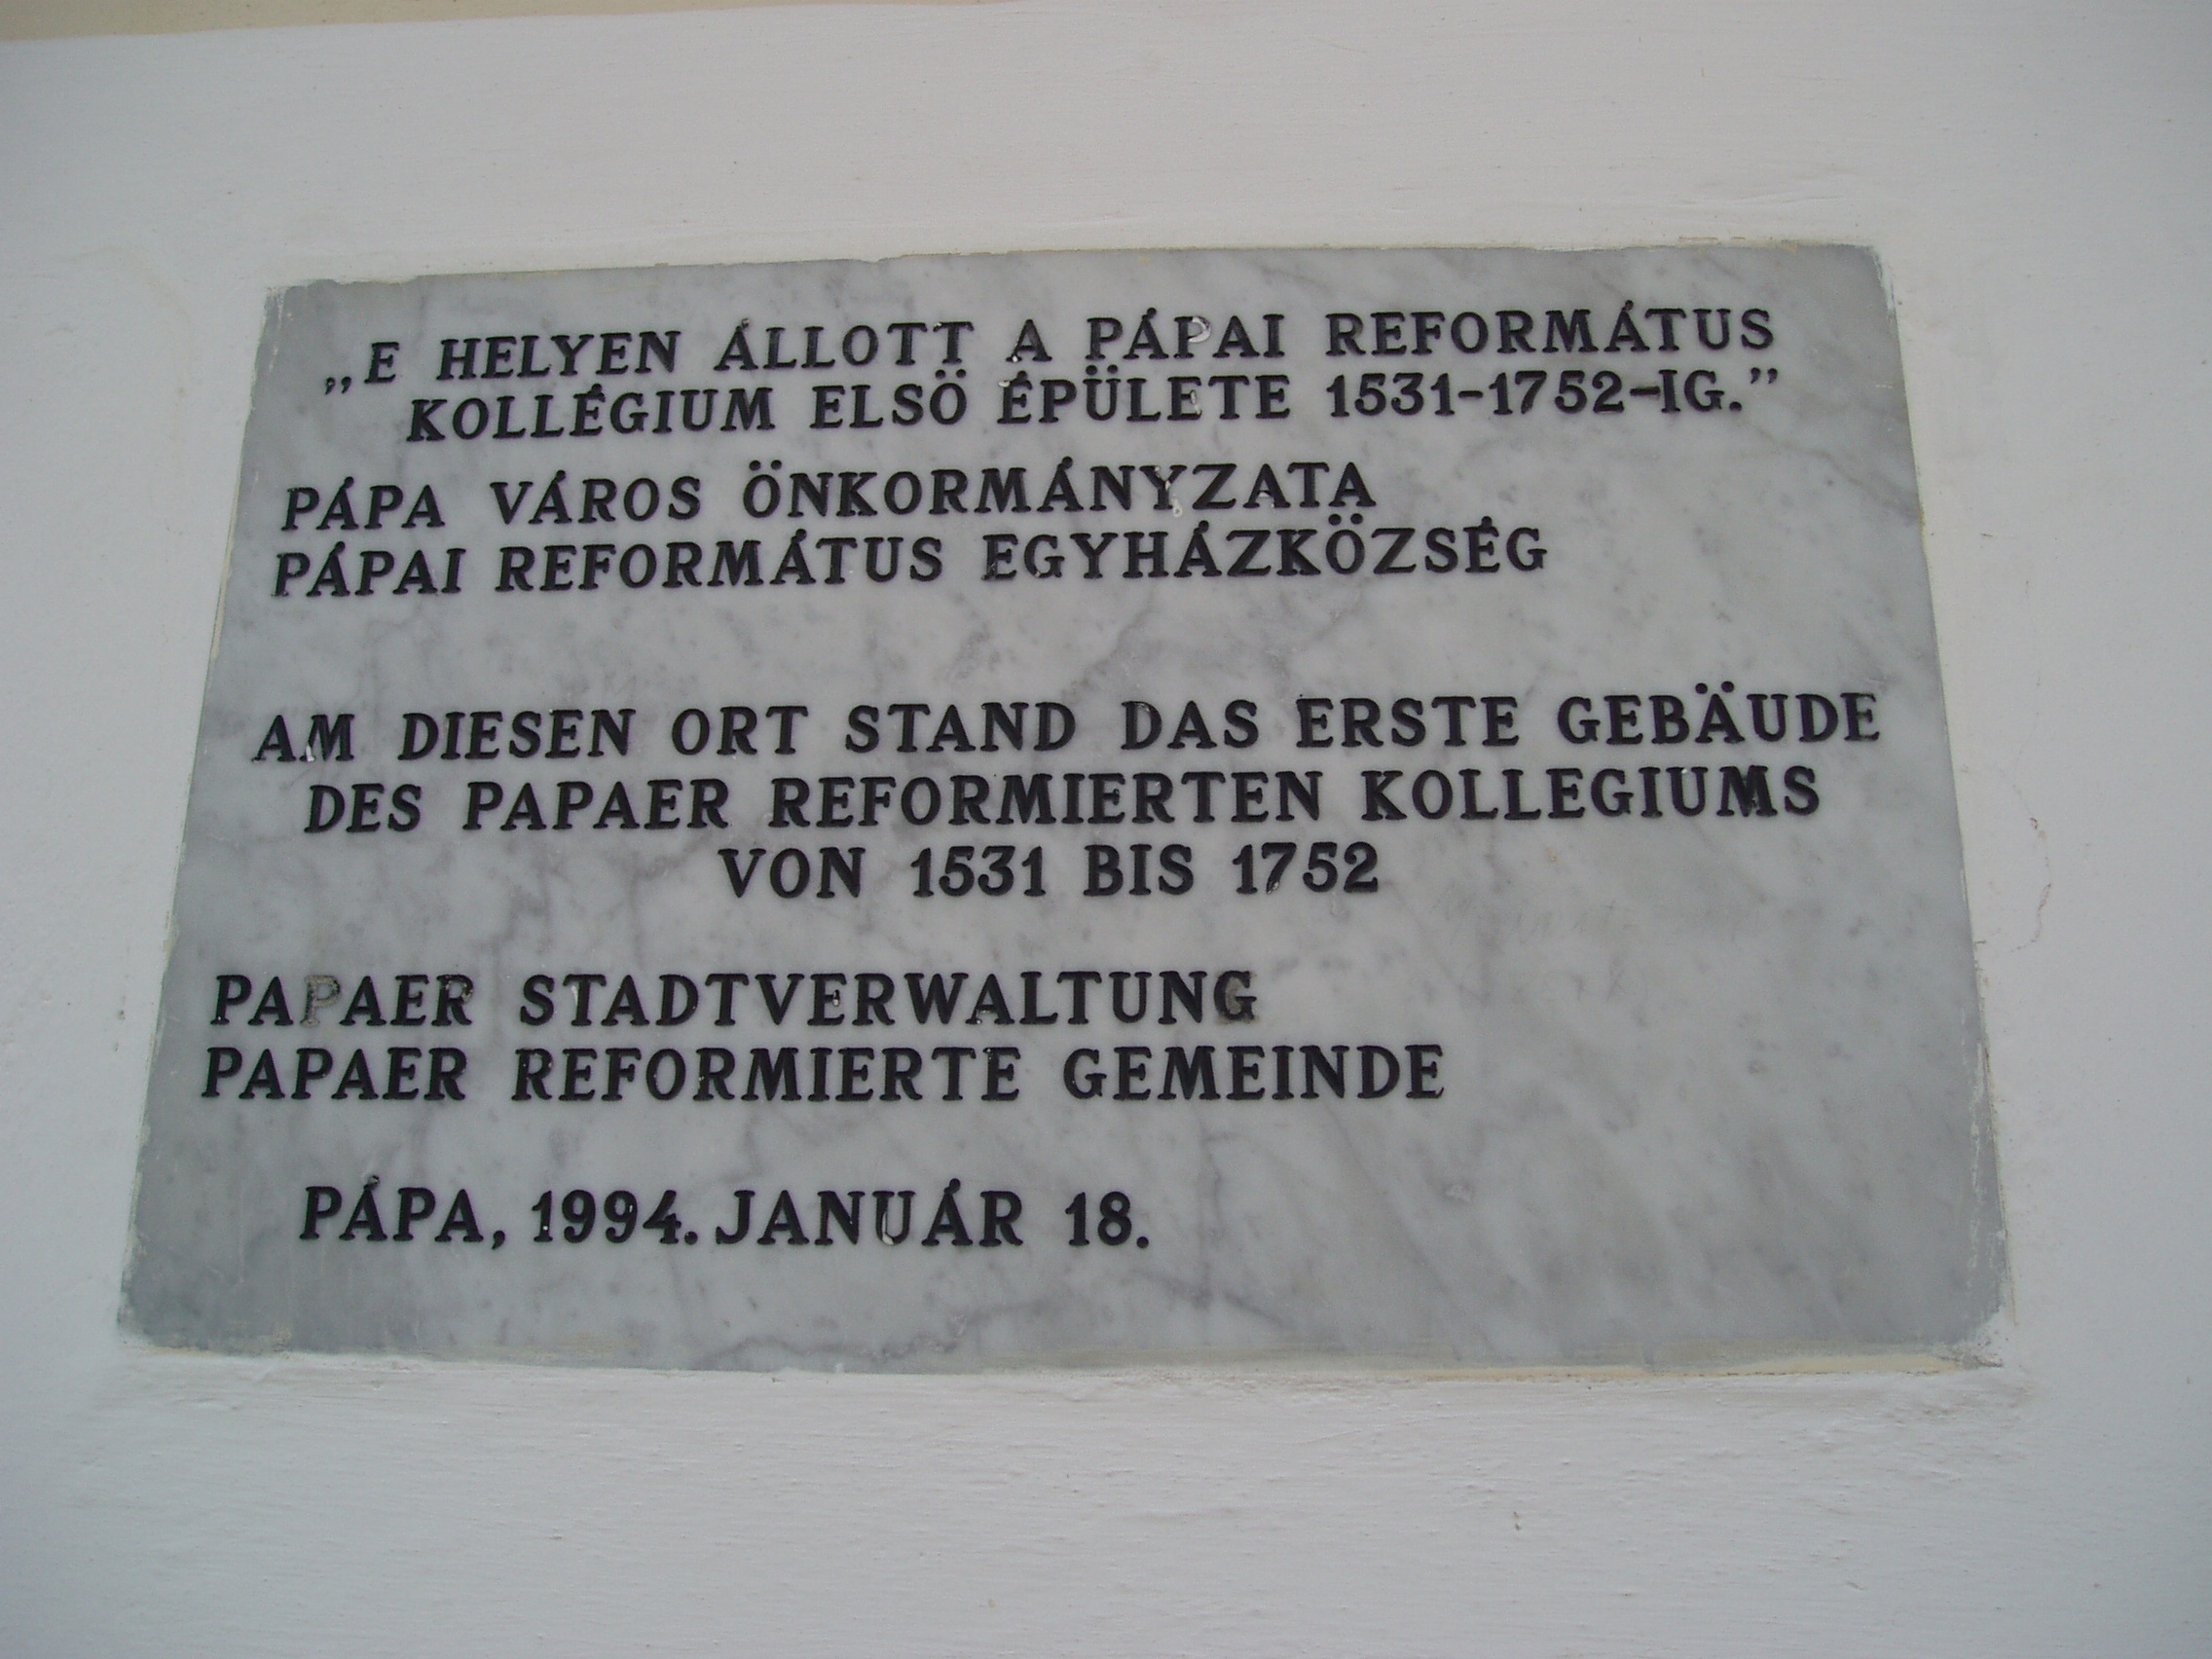 „E HELYEN ÁLLOTT A PÁPAI REFORMÁTUS
KOLLÉGIUM ELSÖ ÉPÜLETE 1531-1752-IG.”
PÁPA VÁROS ÖNKORMÁNYZATA
PÁPAI REFORMÁTUS EGYHÁZKÖZSÉG
AM DIESEN ORT STAND DAS ERSTE GEBÄUDE
DES PAPAER REFORMIERTEN KOLLEGIUMS
VON 1531 BIS 1752
PAPAER STADTVERWALTUNG
PAPAER REFORMIERTE GEMEINDE
PÁPA, 1994. JANUÁR 18.